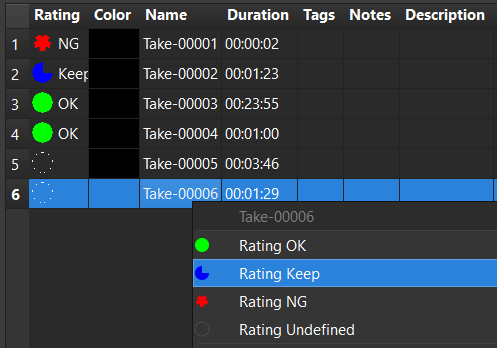 Rating Color Name Duration Tags Notes Description
1 NG Take-00001 00:00:02
2 Keep Take-00002 00:01:23
3 OK Take-00003 00:23:55
4 OK Take-00004 00:01:00
5 Take-00005 00:03:46
6 Take-00006 00:01:29
Take-00006
Rating OK
Rating Keep
Rating NG
Rating Undefined